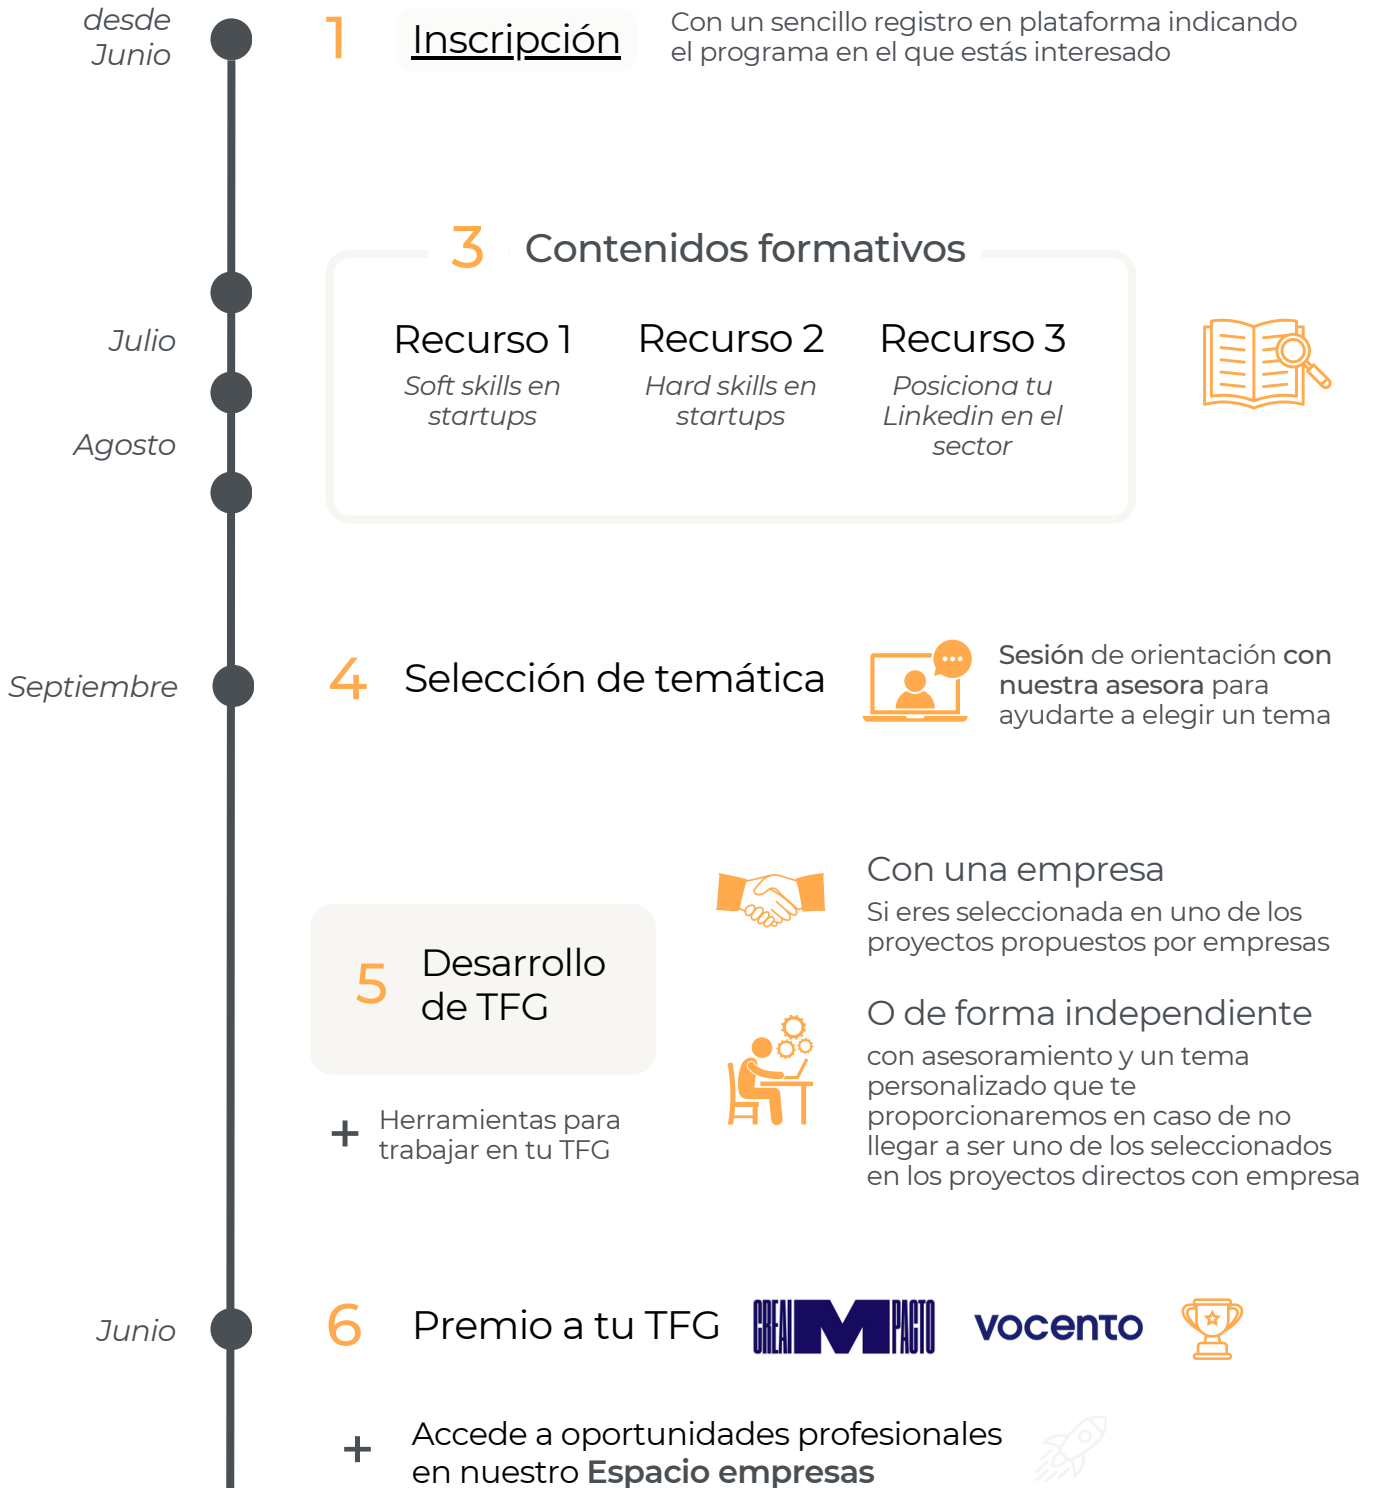 desde
Junio
1
Inscripción
Con un sencillo registro en plataforma indicando
el programa en el que estás interesado
3 Contenidos formativos
Julio
Agosto
Recurso 1
Soft skills en
startups
Recurso 2
Hard skills en
startups
Recurso 3
Posiciona tu
Linkedin en el
sector
Septiembre
4 Selección de temática
Sesión de orientación con
nuestra asesora para
ayudarte a elegir un tema
5
Desarrollo
de TFG
+
Herramientas para
trabajar en tu TFG
Con una empresa
Si eres seleccionada en uno de los
proyectos propuestos por empresas
O de forma independiente
con asesoramiento y un tema
personalizado que te
proporcionaremos en caso de no
llegar a ser uno de los seleccionados
en los proyectos directos con empresa
Junio
6 Premio a tu TFG
CREAIMPACTO
vocento
+
Accede a oportunidades profesionales
en nuestro Espacio empresas